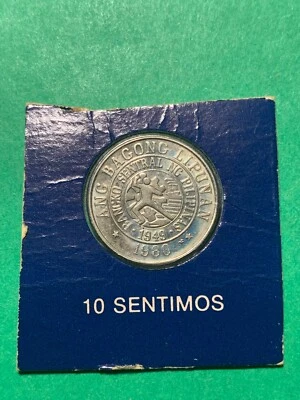 ANG BAGONG LIPUNAN
BANGKO SENTRAL NG PILIPINAS
1949
10 SENTIMOS